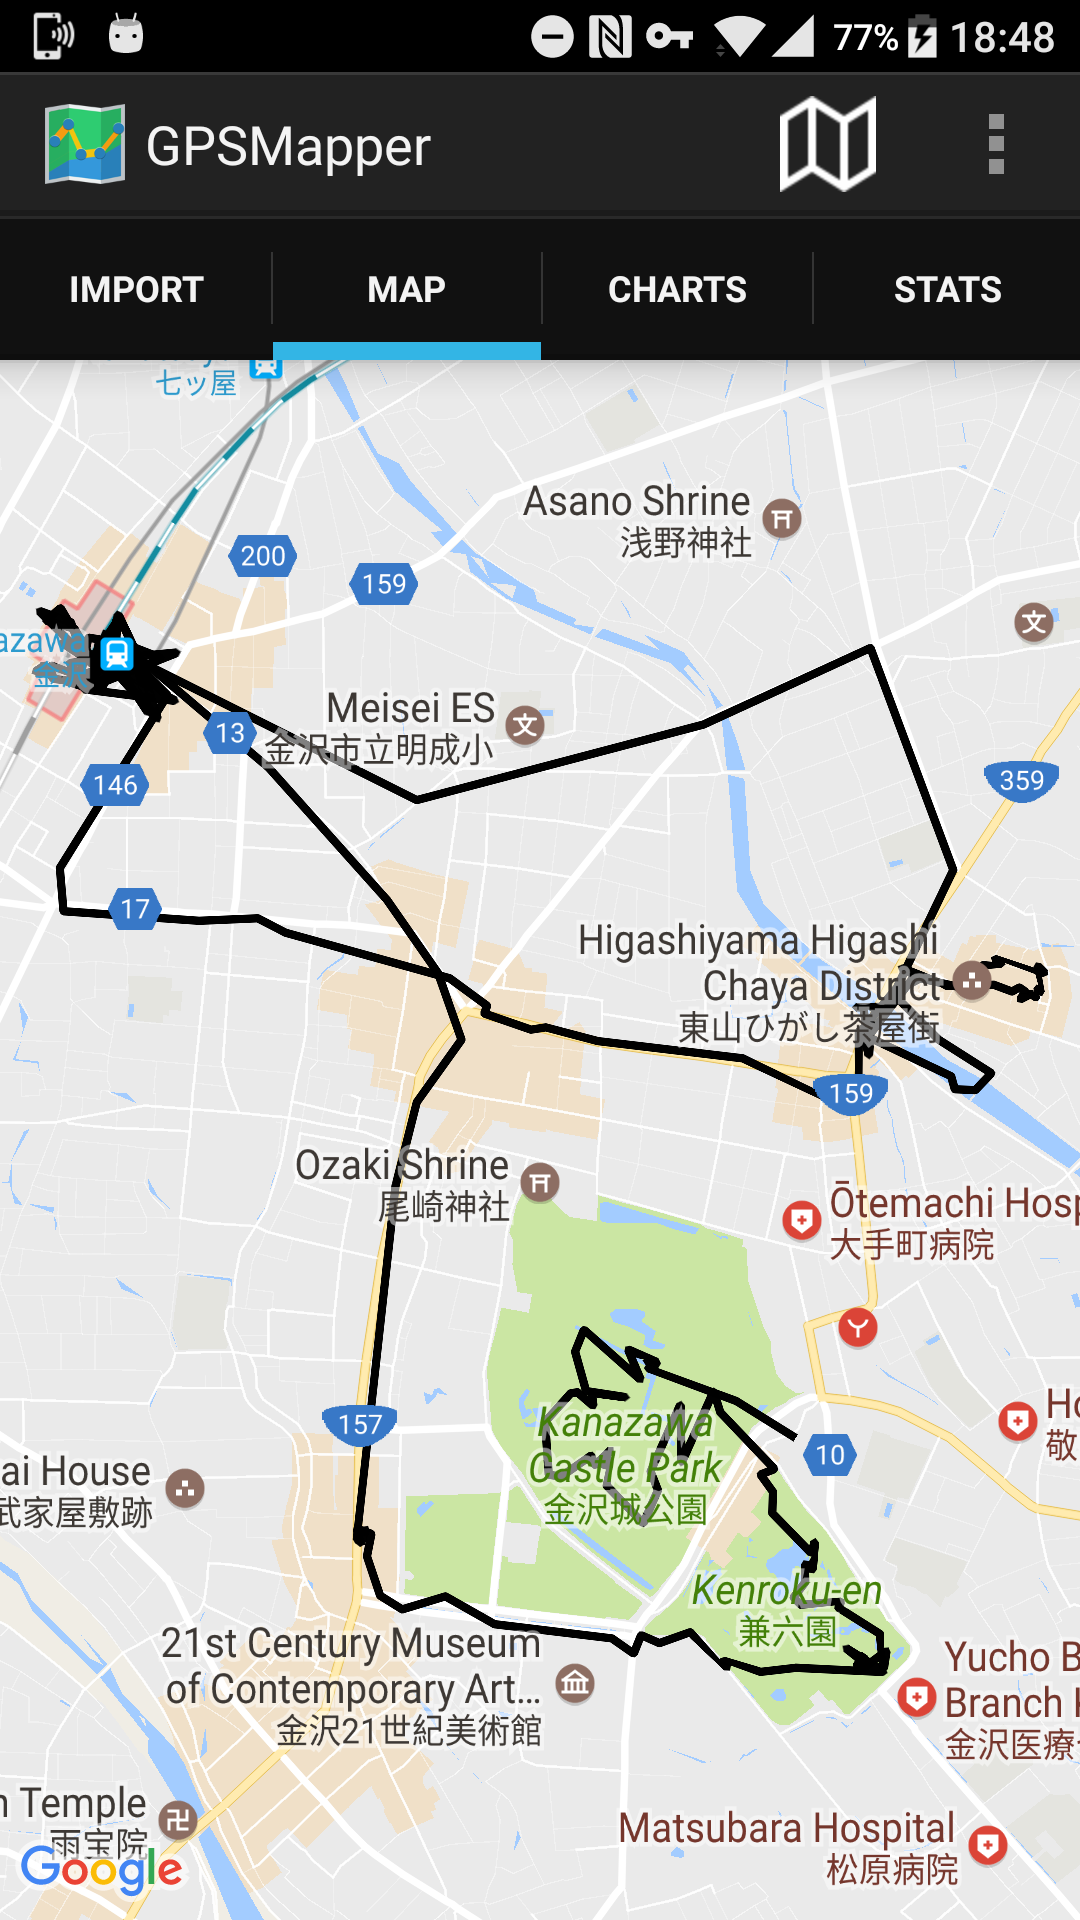 77% 18:48
GPSMapper
IMPORT MAP CHARTS STATS
七ッ屋
Asano Shrine
浅野神社
200
159
文
azawa
金沢
Meisei ES
金沢市立明成小
文
13
146
359
17
Higashiyama Higashi
Chaya District
東山ひがし茶屋街
159
Ozaki Shrine
尾崎神社
Ōtemachi Hosp
大手町病院
Kanazawa
Castle Park
金沢城公園
157
10
Ho
敬
ai House
武家屋敷跡
Kenroku-en
兼六園
21st Century Museum
of Contemporary Art...
金沢21世紀美術館
Yucho B
Branch
金沢医療
n Temple
雨宝院
Matsubara Hospital
松原病院
Google